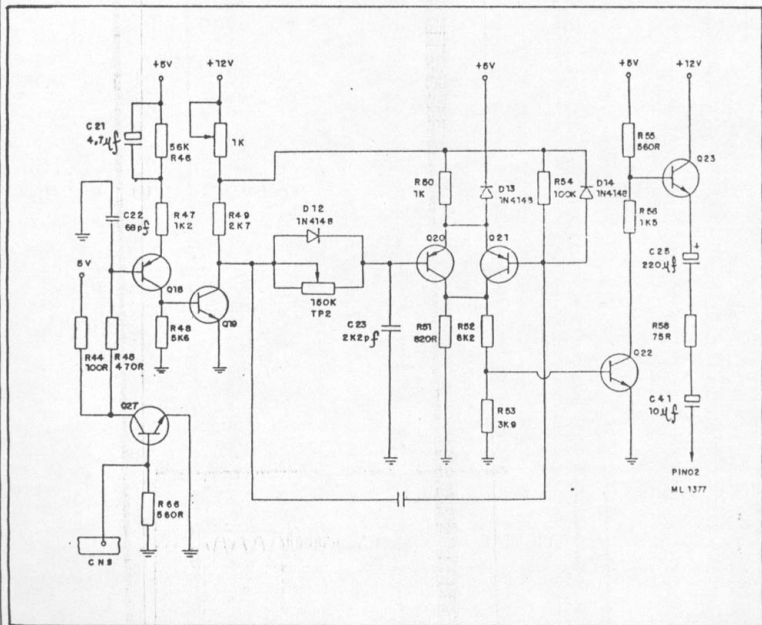 +5V
+12V
+5V
+5V
+12V
C21
4,7µf
56K
R46
1K
R55
560R
Q23
C22
68pf
R47
1K2
R49
2K7
D12
1N4148
R50
1K
D13
1N4148
R54
100K
D14
1N4148
R56
1K5
5V
Q18
Q20
Q21
C25
+
220µf
150K
TP2
Q19
R44
100R
R45
470R
R48
5K6
C23
2K2pf
R51
820R
R52
8K2
R58
75R
Q22
Q27
R53
3K9
C41
10µf
R66
560R
PINO2
ML 1377
CN8